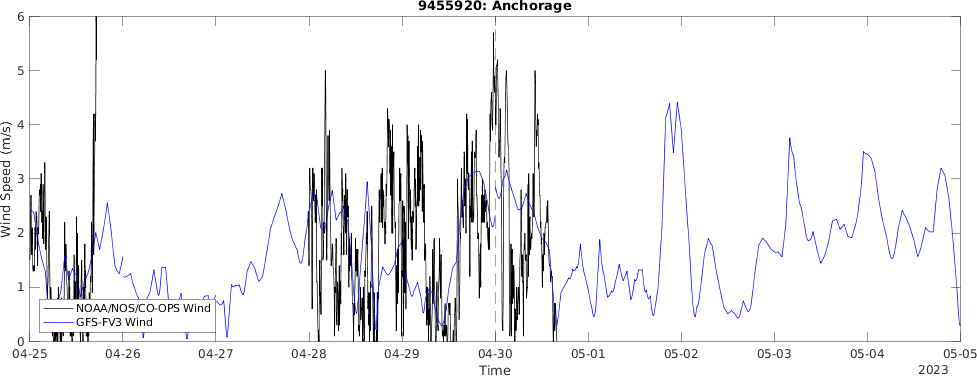 9455920: Anchorage
Wind Speed (m/s)
6
5
4
3
2
1
0
NOAA/NOS/CO-OPS Wind
GFS-FV3 Wind
04-25 04-26 04-27 04-28 04-29 04-30 05-01 05-02 05-03 05-04 05-05
Time
2023